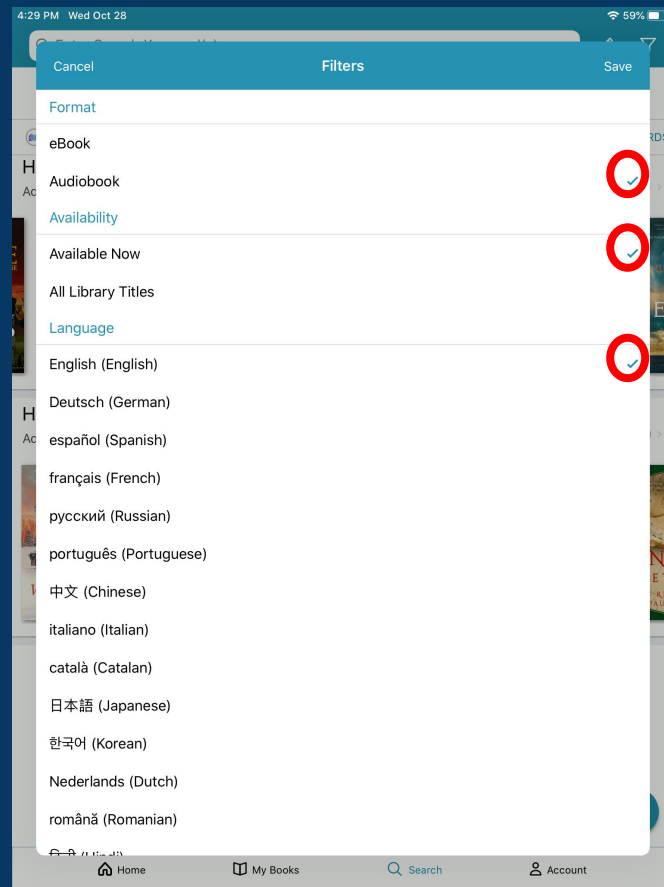 4:29 PM Wed Oct 28
59%
Cancel
Filters
Save
Format
eBook
Audiobook
Availability
Available Now
All Library Titles
Language
English (English)
Deutsch (German)
español (Spanish)
français (French)
русский (Russian)
português (Portuguese)
中文 (Chinese)
italiano (Italian)
català (Catalan)
日本語 (Japanese)
한국어 (Korean)
Nederlands (Dutch)
română (Romanian)
Home
My Books
Search
Account